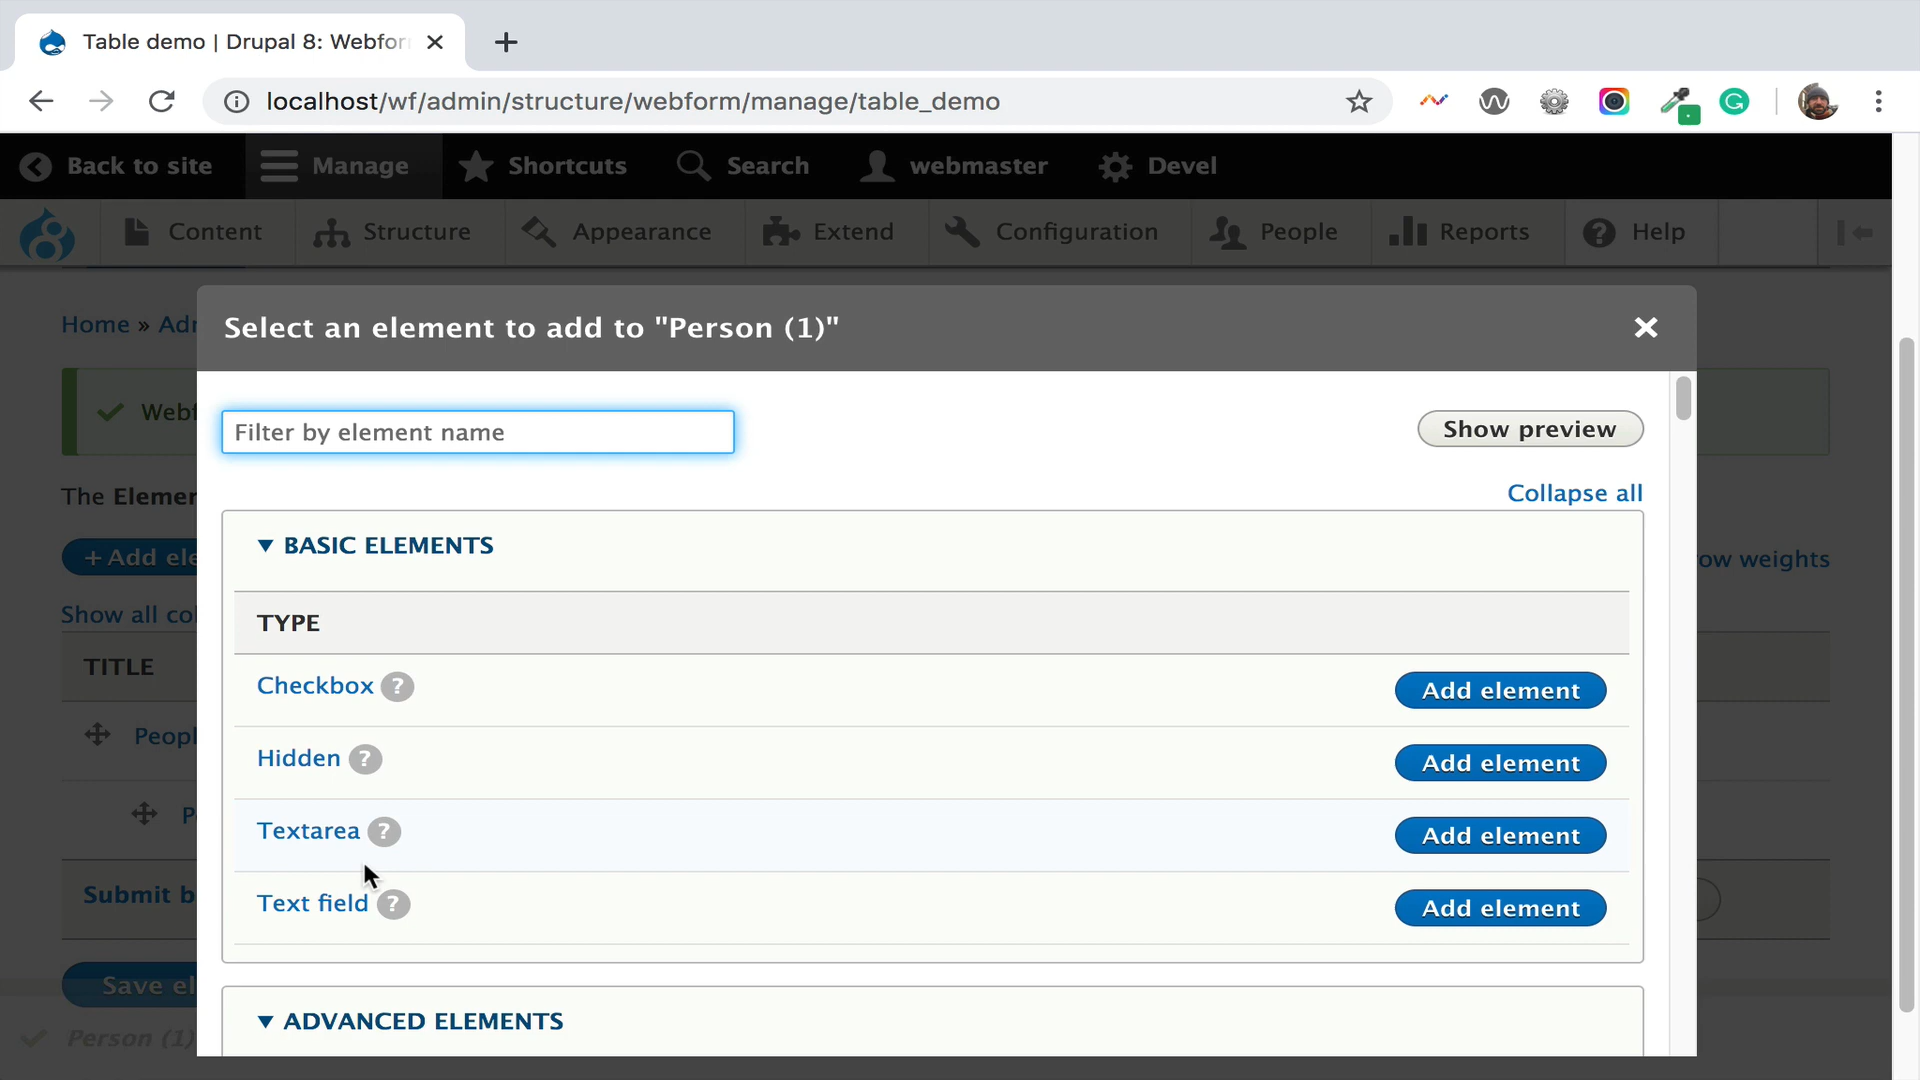 Table demo | Drupal 8: Webfor
localhost/wf/admin/structure/webform/manage/table_demo
Back to site Manage Shortcuts Search webmaster Devel
Content Structure Appearance Extend Configuration People Reports Help
Home » Adr
Select an element to add to "Person (1)"
Webf
Filter by element name
Show preview
The Elemer
Collapse all
BASIC ELEMENTS
+ Add ele
ow weights
Show all col
TYPE
TITLE
Checkbox ?
Add element
Peopl
Hidden ?
Add element
Pe
Textarea ?
Add element
Submit b
Text field ?
Add element
Save el
ADVANCED ELEMENTS
Person (1)